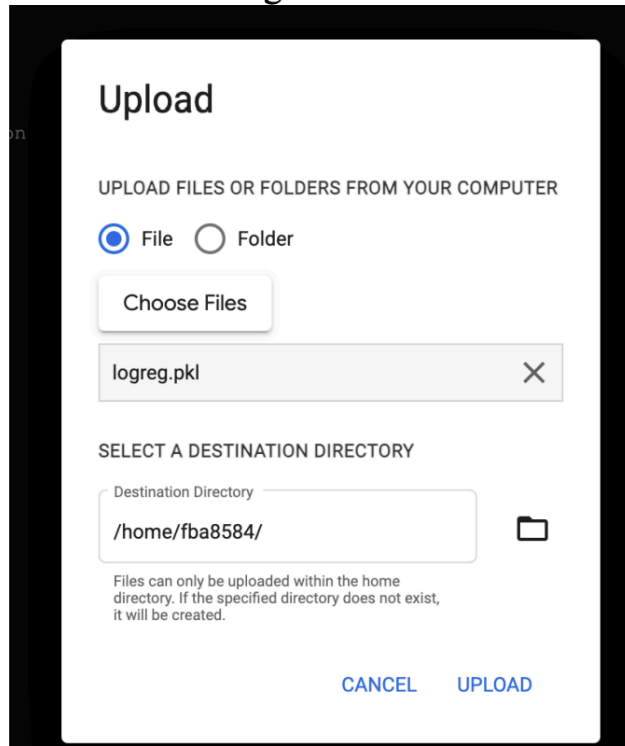 Upload
UPLOAD FILES OR FOLDERS FROM YOUR COMPUTER
File Folder
Choose Files
logreg.pkl
SELECT A DESTINATION DIRECTORY
Destination Directory
/home/fba8584/
Files can only be uploaded within the home
directory. If the specified directory does not exist,
it will be created.
CANCEL UPLOAD